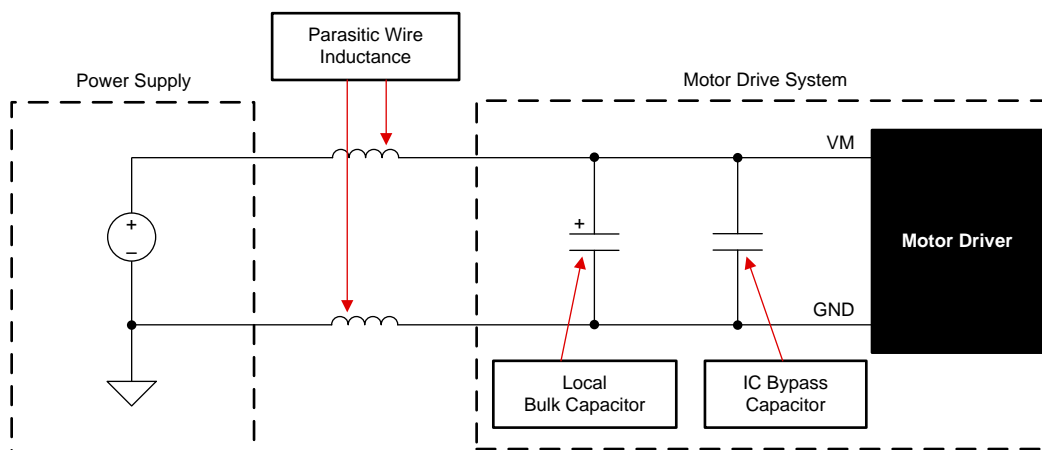 Parasitic Wire
Inductance
Power Supply
Motor Drive System
VM
+
–
+
Motor Driver
GND
Local
Bulk Capacitor
IC Bypass
Capacitor